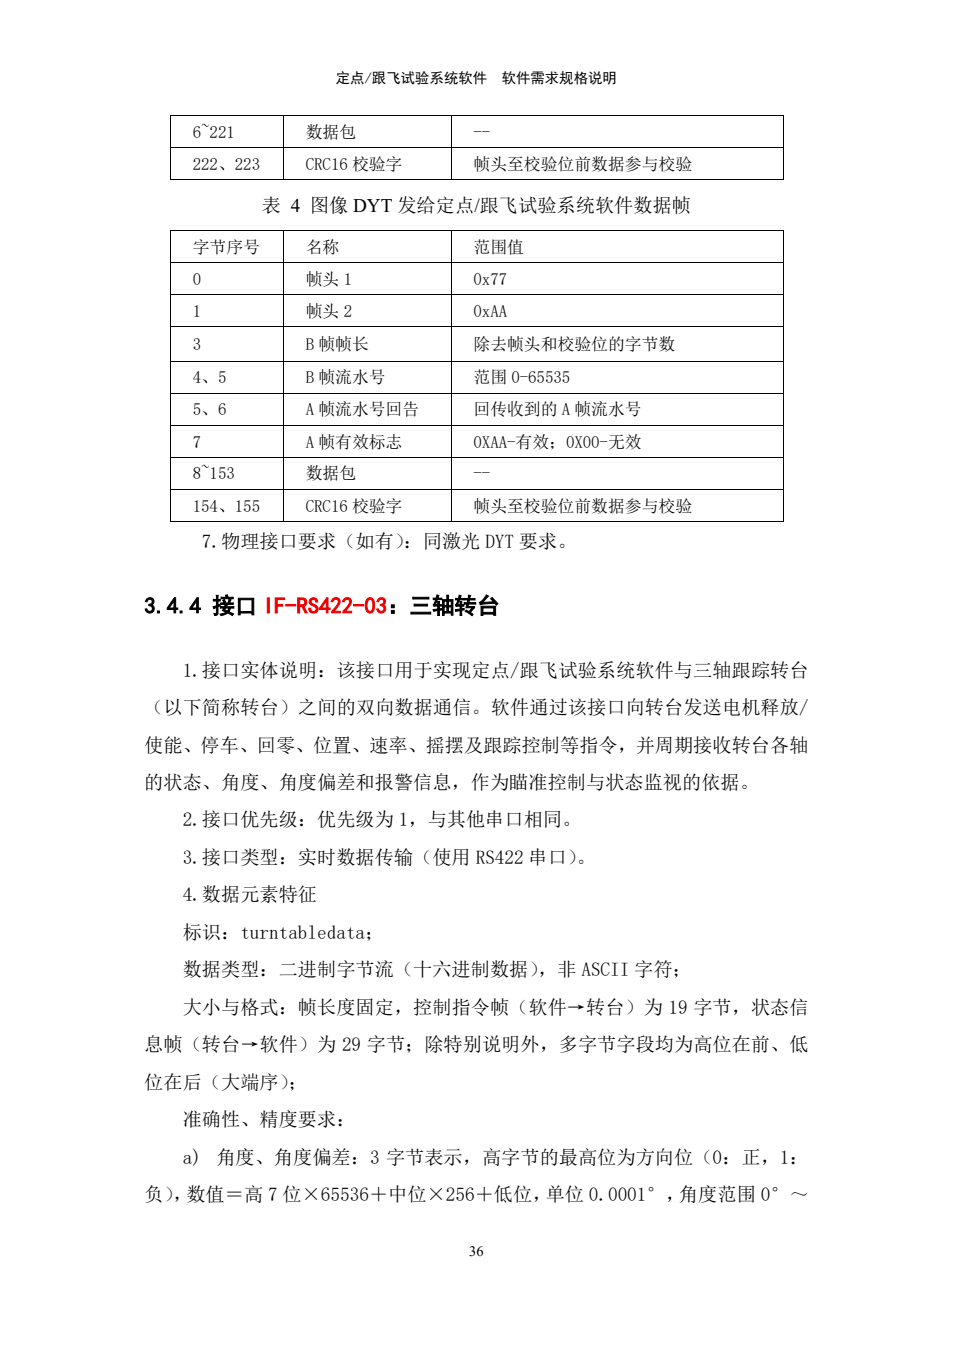 定点/跟飞试验系统软件　软件需求规格说明
6~221 数据包 --
222、223 CRC16 校验字 帧头至校验位前数据参与校验
表 4 图像 DYT 发给定点/跟飞试验系统软件数据帧
字节序号 名称 范围值
0 帧头 1 0x77
1 帧头 2 0xAA
3 B 帧帧长 除去帧头和校验位的字节数
4、5 B 帧流水号 范围 0-65535
5、6 A 帧流水号回告 回传收到的 A 帧流水号
7 A 帧有效标志 0XAA-有效；0X00-无效
8~153 数据包 --
154、155 CRC16 校验字 帧头至校验位前数据参与校验
7.物理接口要求（如有）：同激光 DYT 要求。
3.4.4 接口 IF-RS422-03：三轴转台
1.接口实体说明：该接口用于实现定点/跟飞试验系统软件与三轴跟踪转台
（以下简称转台）之间的双向数据通信。软件通过该接口向转台发送电机释放/
使能、停车、回零、位置、速率、摇摆及跟踪控制等指令，并周期接收转台各轴
的状态、角度、角度偏差和报警信息，作为瞄准控制与状态监视的依据。
2.接口优先级：优先级为 1，与其他串口相同。
3.接口类型：实时数据传输（使用 RS422 串口）。
4.数据元素特征
标识：turntabledata；
数据类型：二进制字节流（十六进制数据），非 ASCII 字符；
大小与格式：帧长度固定，控制指令帧（软件→转台）为 19 字节，状态信
息帧（转台→软件）为 29 字节；除特别说明外，多字节字段均为高位在前、低
位在后（大端序）；
准确性、精度要求：
a) 角度、角度偏差：3 字节表示，高字节的最高位为方向位（0：正，1：
负），数值＝高 7 位×65536＋中位×256＋低位，单位 0.0001°，角度范围 0°～
36